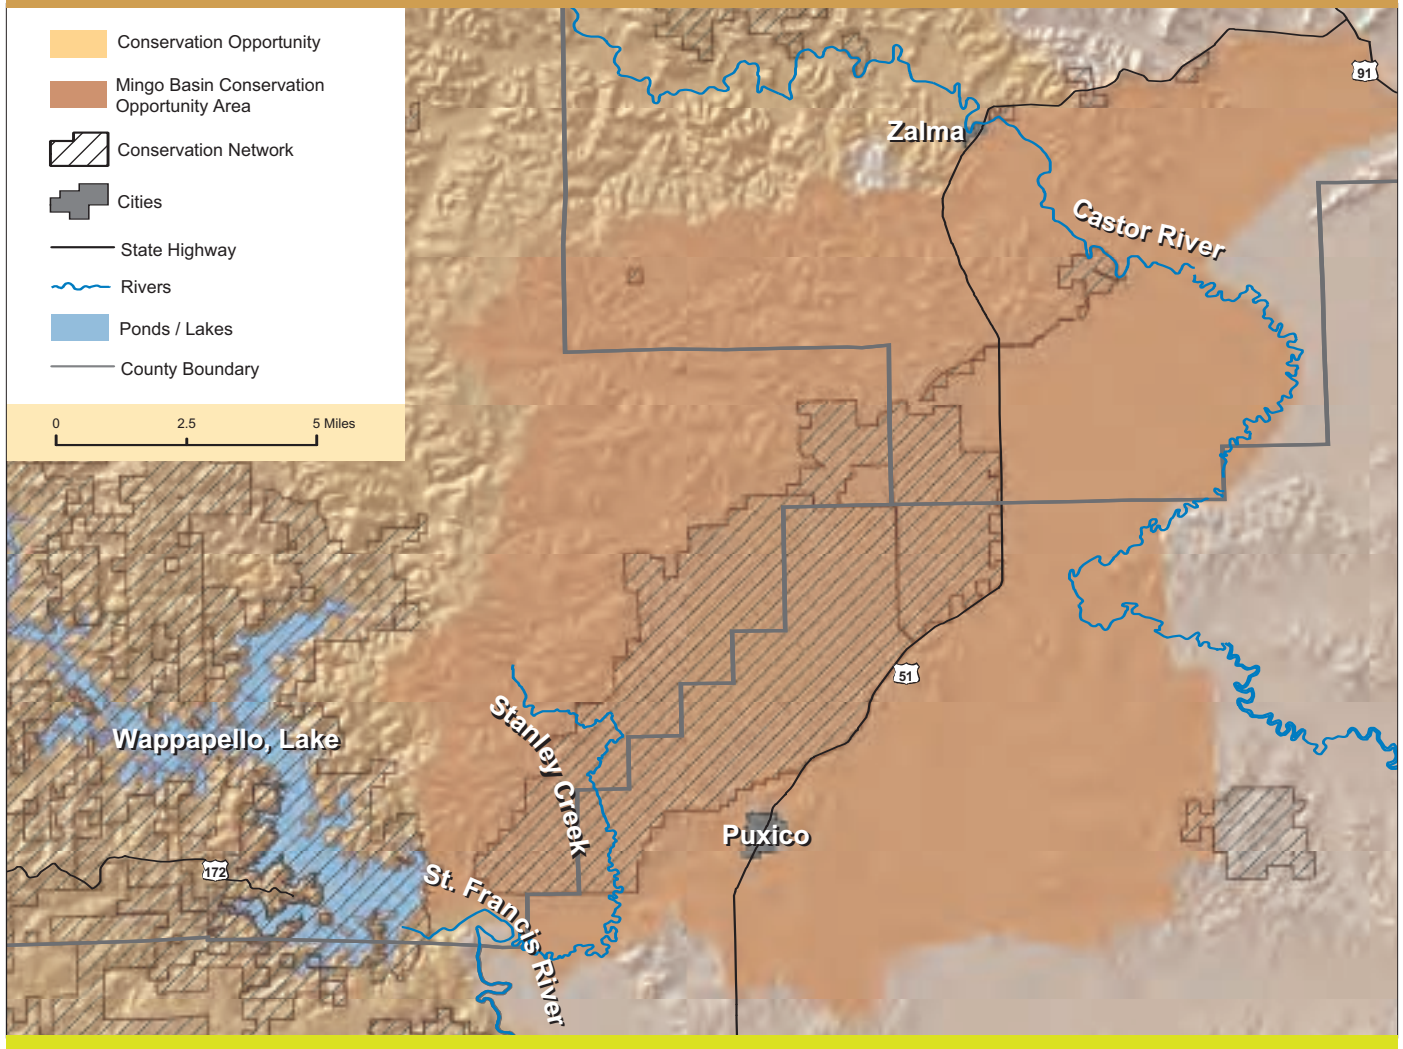 Conservation Opportunity
Mingo Basin Conservation
Opportunity Area
Conservation Network
Cities
State Highway
Rivers
Ponds / Lakes
County Boundary
0 2.5 5 Miles
91
Zalma
Castor River
51
Stanley Creek
Wappapello, Lake
Puxico
172
St. Francis River